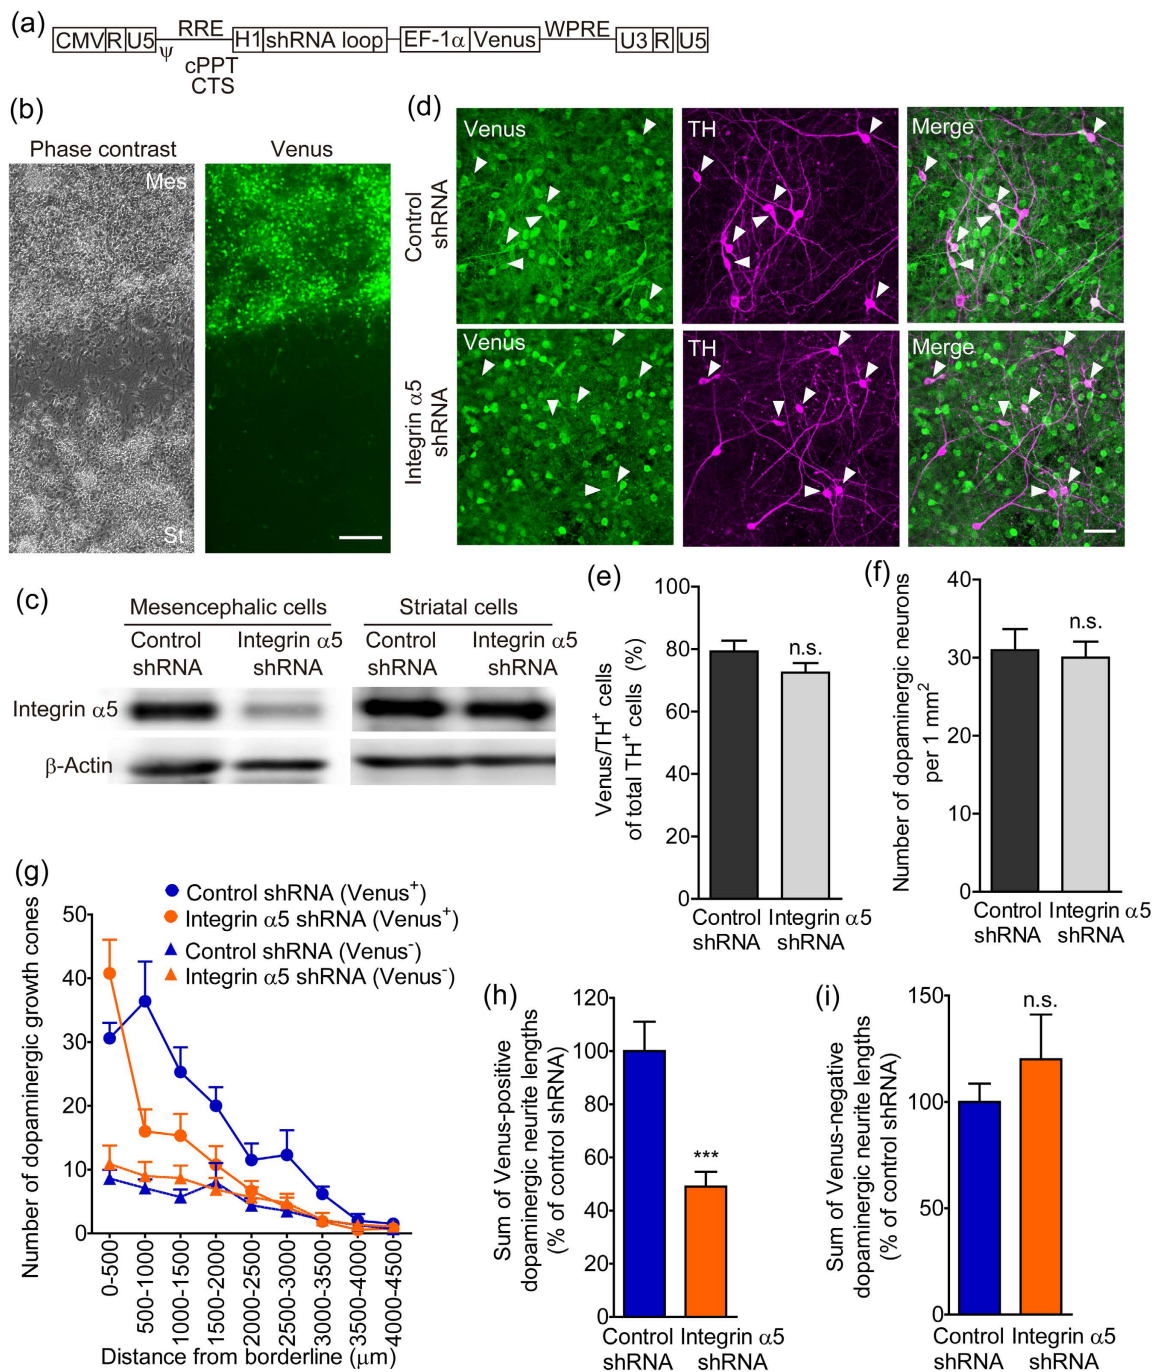 (a)
CMV R U5 RRE H1 shRNA loop EF-1α Venus WPRE U3 R U5
ψ
cPPT
CTS
(b)
Phase contrast Venus
Mes
St
(c)
Mesencephalic cells Striatal cells
Control shRNA Integrin α5 shRNA Control shRNA Integrin α5 shRNA
Integrin α5
β-Actin
(d)
Control shRNA
Venus TH Merge
Integrin α5 shRNA
Venus TH Merge
(e)
Venus/TH⁺ cells
of total TH⁺ cells (%)
100
80
60
40
20
0
n.s.
Control shRNA Integrin α5 shRNA
(f)
Number of dopaminergic neurons
per 1 mm²
40
30
20
10
0
n.s.
Control shRNA Integrin α5 shRNA
(g)
Control shRNA (Venus⁺)
Integrin α5 shRNA (Venus⁺)
Control shRNA (Venus⁻)
Integrin α5 shRNA (Venus⁻)
Number of dopaminergic growth cones
50
40
30
20
10
0
0-500
500-1000
1000-1500
1500-2000
2000-2500
2500-3000
3000-3500
3500-4000
4000-4500
Distance from borderline (μm)
(h)
Sum of Venus-positive
dopaminergic neurite lengths
(% of control shRNA)
120
100
80
60
40
20
0
***
Control shRNA Integrin α5 shRNA
(i)
Sum of Venus-negative
dopaminergic neurite lengths
(% of control shRNA)
150
100
50
0
n.s.
Control shRNA Integrin α5 shRNA